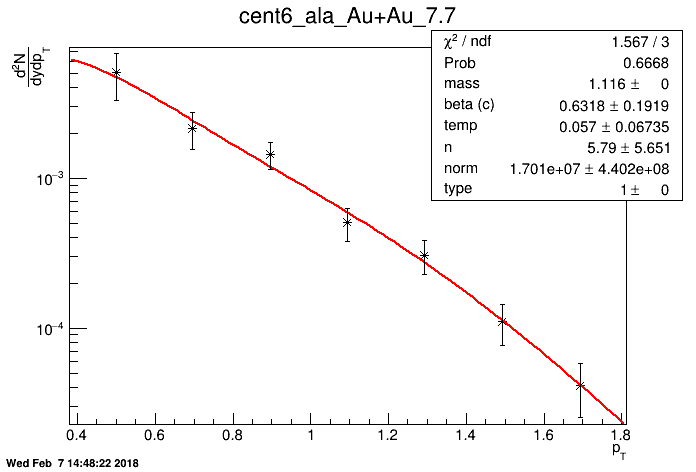 cent6_ala_Au+Au_7.7
χ² / ndf 1.567 / 3
Prob 0.6668
mass 1.116 ± 0
beta (c) 0.6318 ± 0.1919
temp 0.057 ± 0.06735
n 5.79 ± 5.651
norm 1.701e+07 ± 4.402e+08
type 1 ± 0
d²N
dydp_T
10⁻³
10⁻⁴
0.4 0.6 0.8 1 1.2 1.4 1.6 1.8
p_T
Wed Feb 7 14:48:22 2018